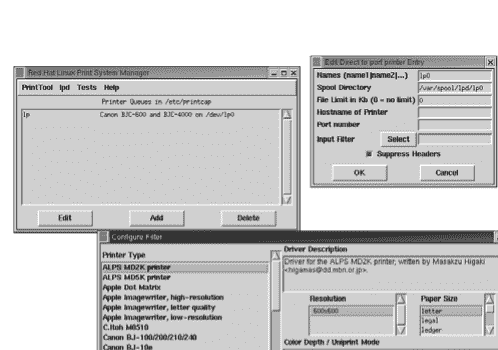 Red Hat Linux Print System Manager
PrintTool lpd Tests Help
Printer Queues in /etc/printcap
lp Canon BJC-600 and BJC-4000 on /dev/lp0
Edit Add Delete
Edit Direct to port printer Entry
Names (name1|name2|...) lp0
Spool Directory /var/spool/lpd/lp0
File Limit in Kb (0 = no limit) 0
Hostname of Printer
Port number
Input Filter Select
Suppress Headers
OK Cancel
Configure Filter
Printer Type
ALPS MD2K printer
ALPS MD5K printer
Apple Dot Matrix
Apple Imagewriter, high-resolution
Apple Imagewriter, letter quality
Apple Imagewriter, low-resolution
C.Itoh M8510
Canon BJ-100/200/210/240
Canon BJ-10e
Driver Description
Driver for the ALPS MD2K printer, written by Masakzu Higaki
<higamas@dd.mbn.or.jp>.
Resolution
600x600
Paper Size
letter
legal
ledger
Color Depth / Uniprint Mode